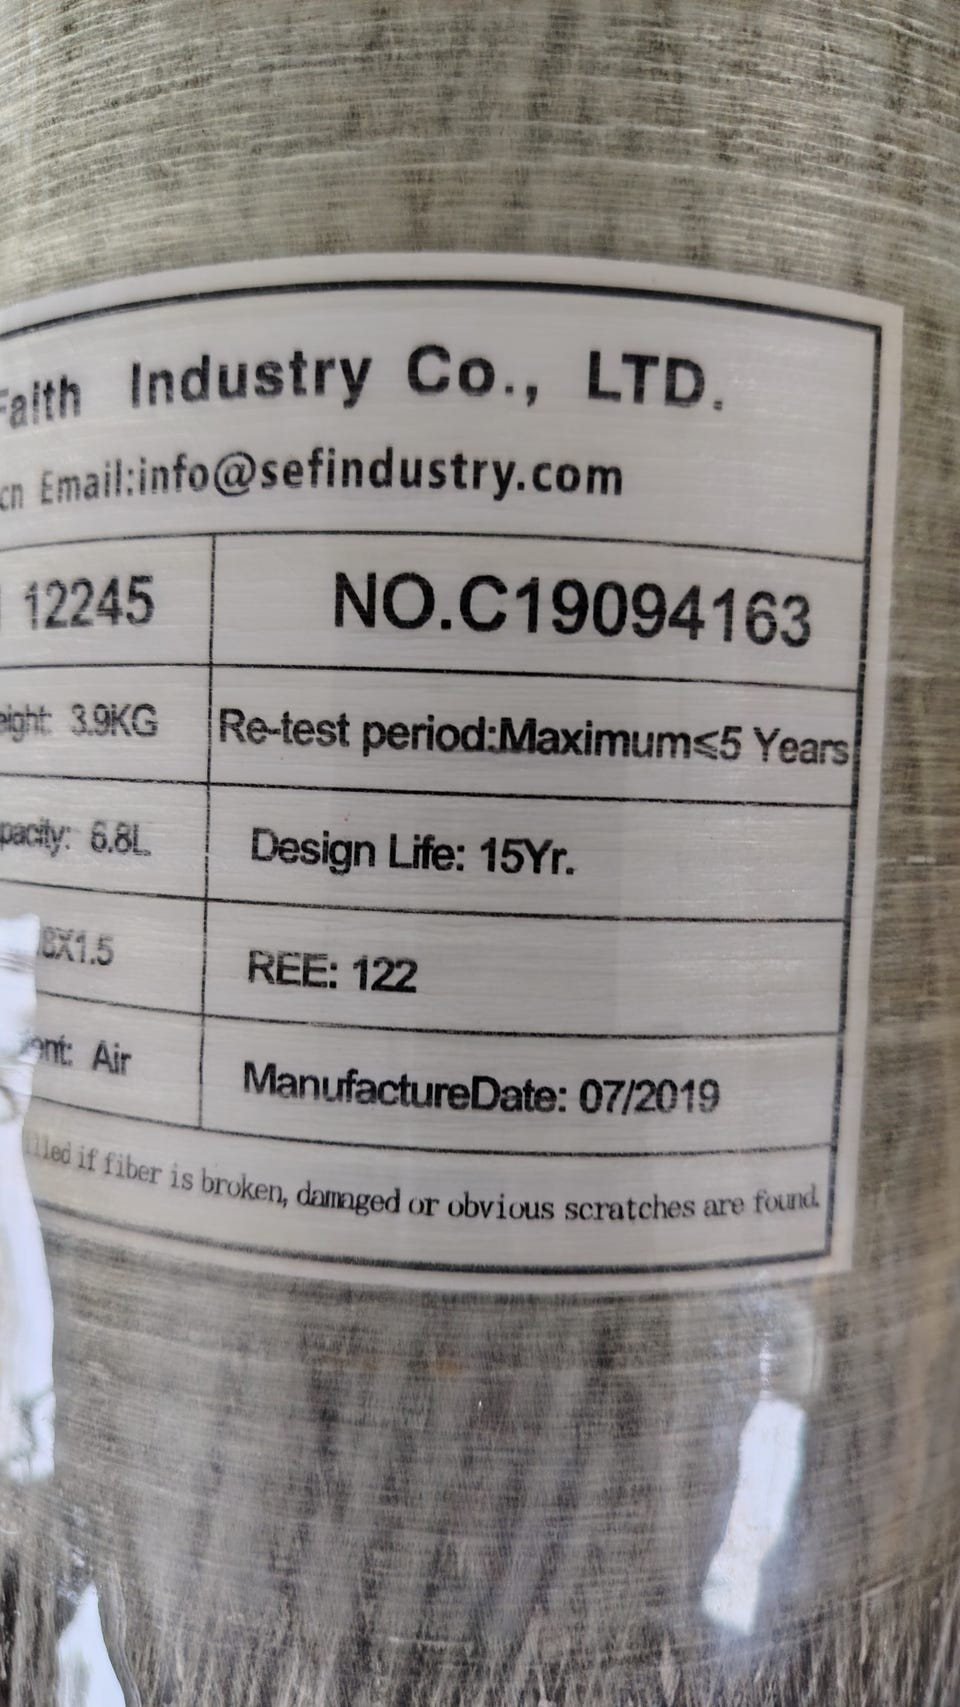 Faith Industry Co., LTD.
cn Email:info@sefindustry.com
12245 NO.C19094163
eight: 3.9KG Re-test period:Maximum≤5 Years
pacity: 6.8L Design Life: 15Yr.
8X1.5 REE: 122
ent: Air ManufactureDate: 07/2019
illed if fiber is broken, damaged or obvious scratches are found.